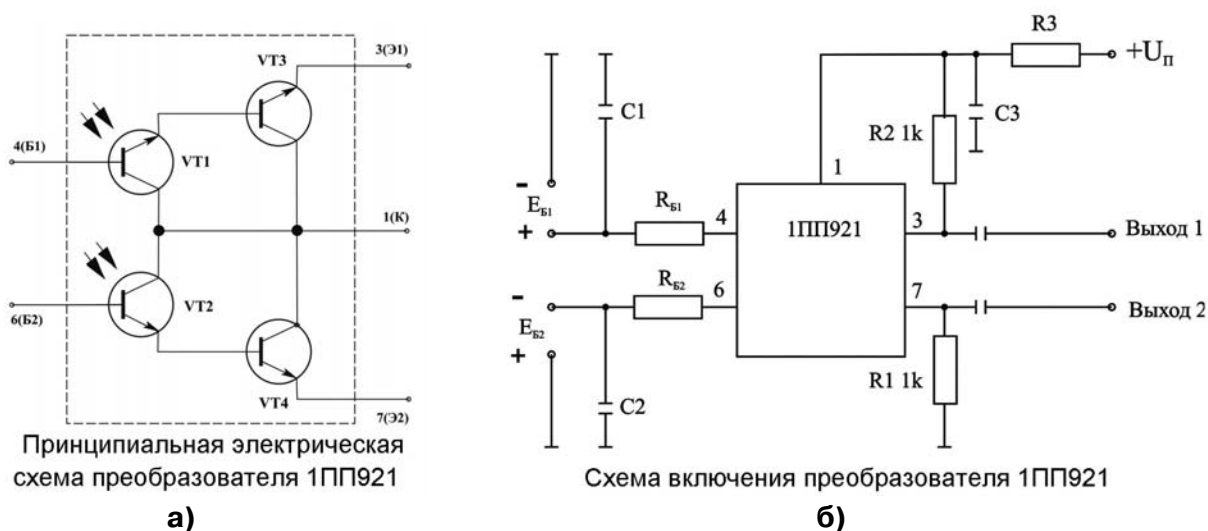 3(Э1)
VT3
4(Б1)
VT1
1(К)
VT2
6(Б2)
VT4
7(Э2)
Принципиальная электрическая
схема преобразователя 1ПП921
а)
R3
+Uп
C1
C3
R2 1k
1
-
EБ1
+
RБ1
4
1ПП921
3
Выход 1
-
EБ2
+
RБ2
6
7
Выход 2
R1 1k
C2
Схема включения преобразователя 1ПП921
б)